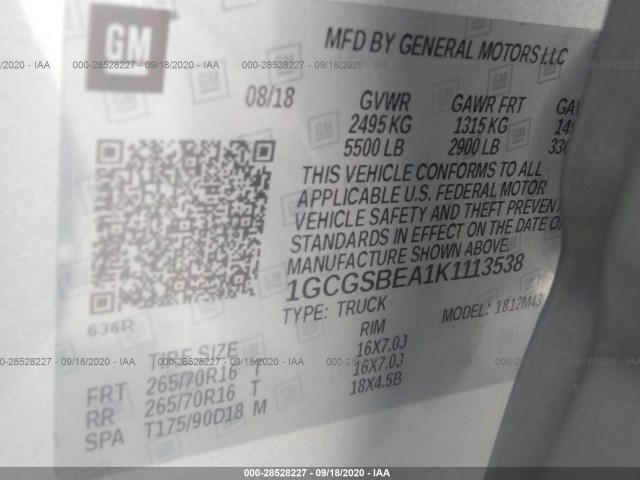 GM
MFD BY GENERAL MOTORS LLC
08/18 GVWR GAWR FRT
2495 KG 1315 KG
5500 LB 2900 LB
THIS VEHICLE CONFORMS TO ALL
APPLICABLE U.S. FEDERAL MOTOR
VEHICLE SAFETY AND THEFT PREVENT
STANDARDS IN EFFECT ON THE DATE OF
MANUFACTURE SHOWN ABOVE.
1GCGSBEA1K1113538
TYPE: TRUCK MODEL: 1812M43
636R
TIRE SIZE RIM
FRT 265/70R16 T 16X7.0J
RR 265/70R16 T 16X7.0J
SPA T175/90D18 M 18X4.5B
000-28528227 - 09/18/2020 - IAA